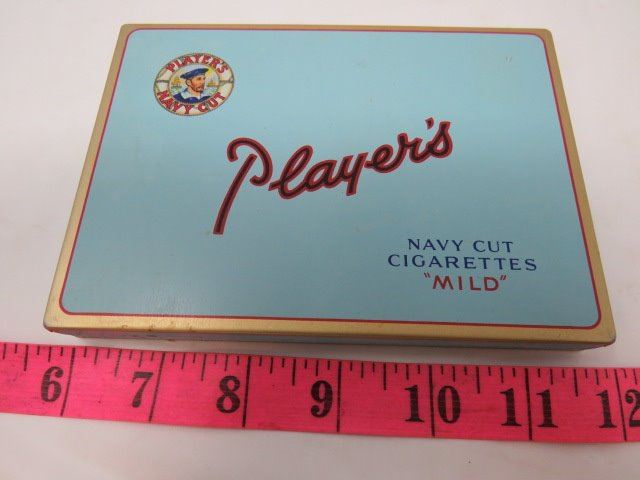 PLAYER'S
NAVY CUT
Player's
NAVY CUT
CIGARETTES
"MILD"
6 7 8 9 10 11 12